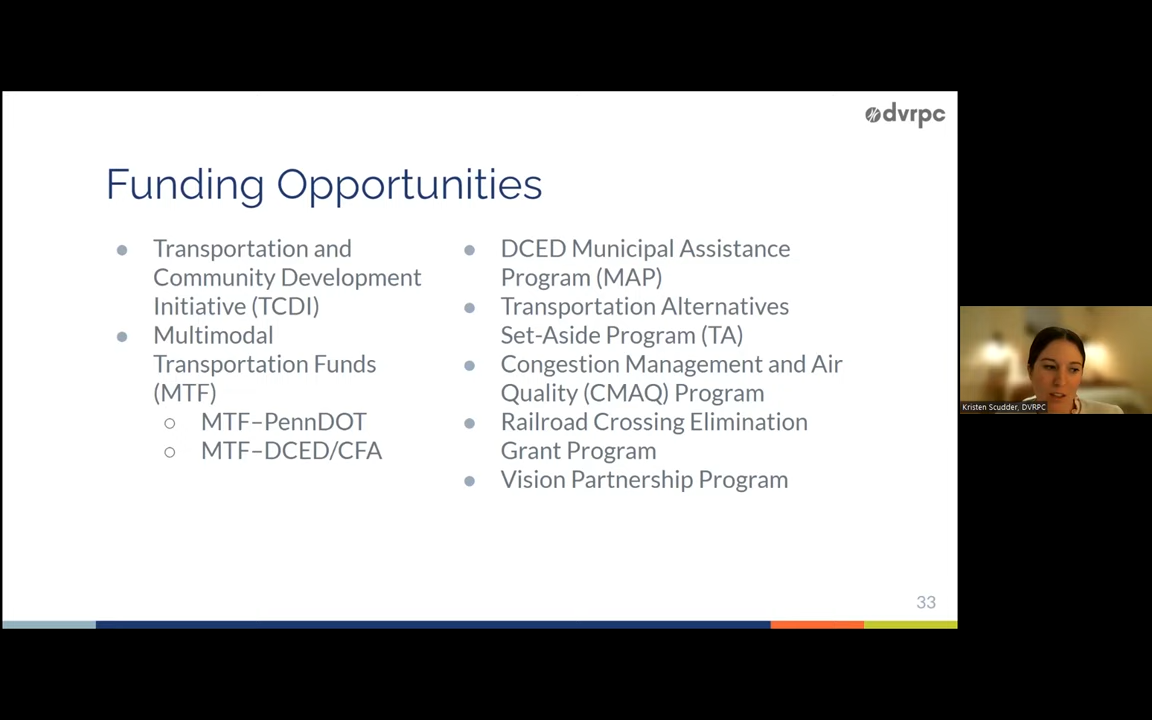 dvrpc
Funding Opportunities
● Transportation and
Community Development
Initiative (TCDI)
● Multimodal
Transportation Funds
(MTF)
○ MTF–PennDOT
○ MTF–DCED/CFA
● DCED Municipal Assistance
Program (MAP)
● Transportation Alternatives
Set-Aside Program (TA)
● Congestion Management and Air
Quality (CMAQ) Program
● Railroad Crossing Elimination
Grant Program
● Vision Partnership Program
Kristen Scudder, DVRPC
33